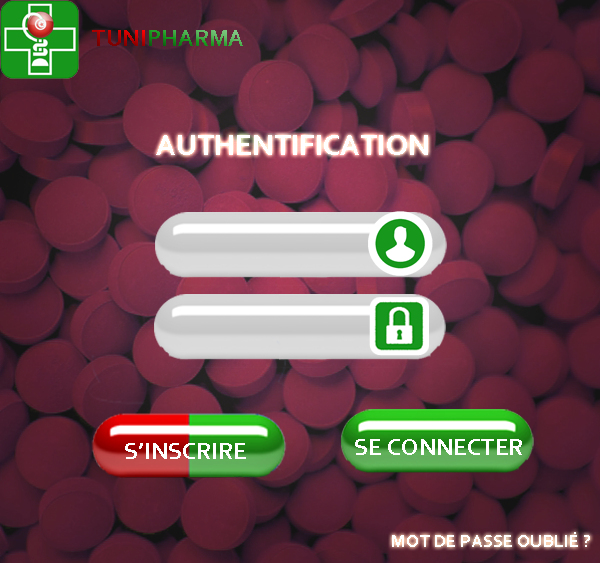 TUNIPHARMA
AUTHENTIFICATION
S'INSCRIRE
SE CONNECTER
MOT DE PASSE OUBLIÉ ?